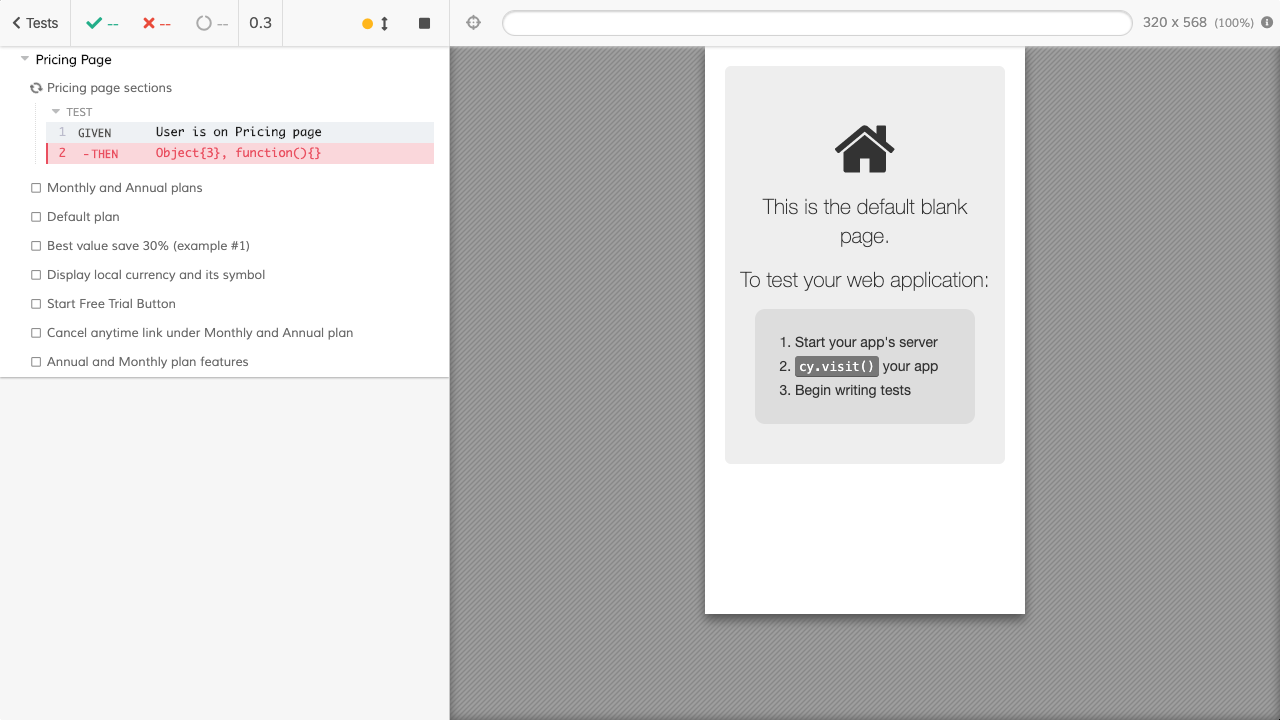 Tests
--
--
--
0.3
320 x 568 (100%)
Pricing Page
Pricing page sections
TEST
1 GIVEN User is on Pricing page
2 -THEN Object{3}, function(){}
Monthly and Annual plans
Default plan
Best value save 30% (example #1)
Display local currency and its symbol
Start Free Trial Button
Cancel anytime link under Monthly and Annual plan
Annual and Monthly plan features
This is the default blank
page.
To test your web application:
1. Start your app's server
2. cy.visit() your app
3. Begin writing tests